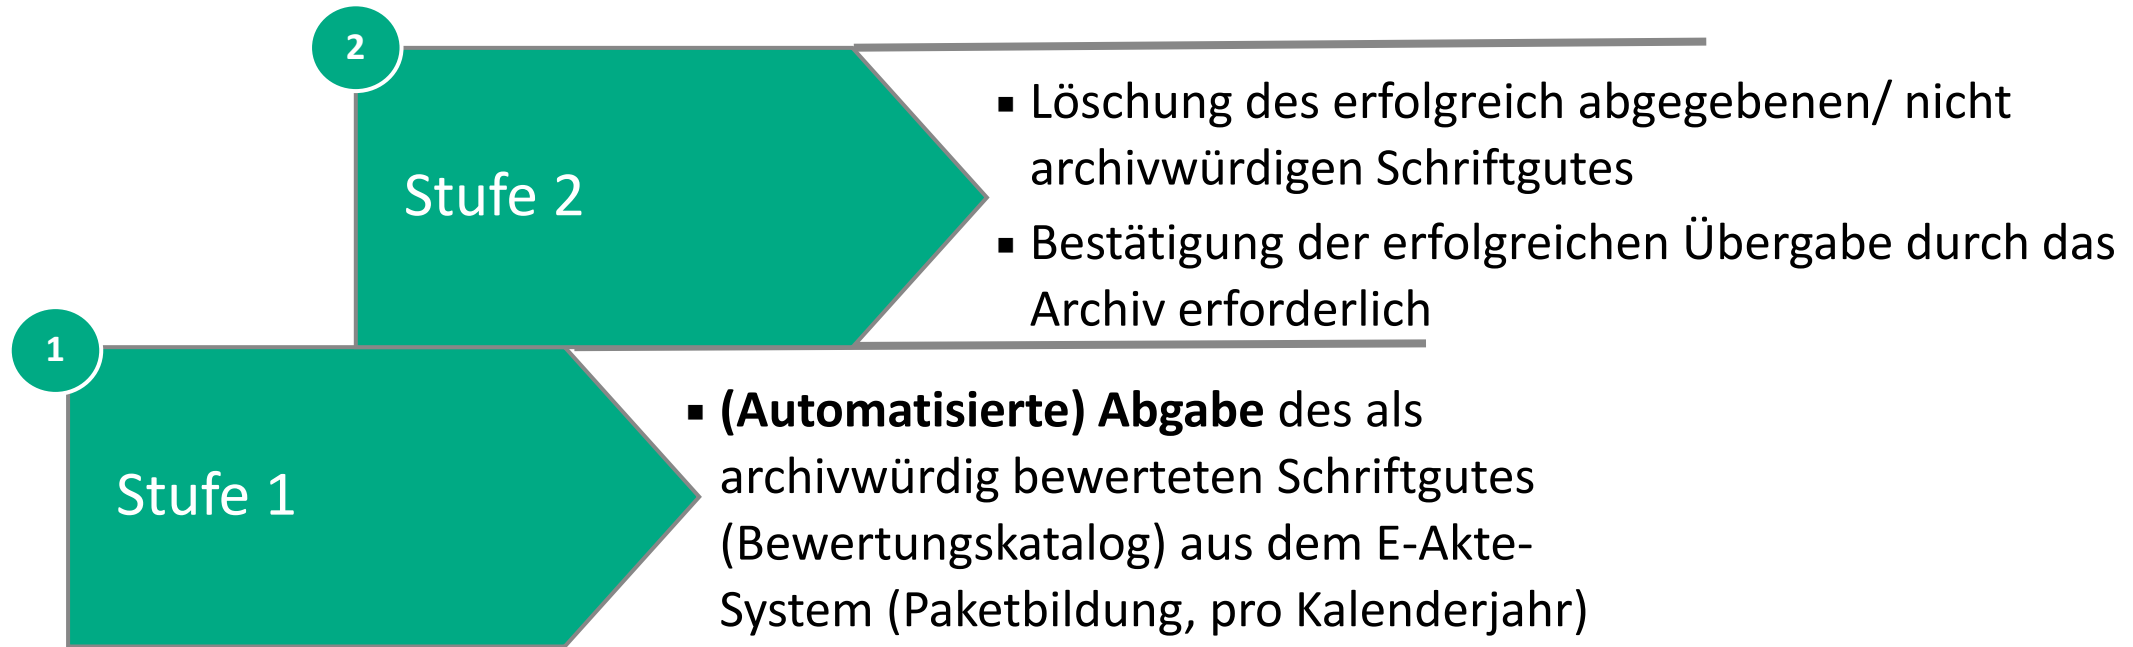 2
Stufe 2
▪ Löschung des erfolgreich abgegebenen/ nicht
archivwürdigen Schriftgutes
▪ Bestätigung der erfolgreichen Übergabe durch das
Archiv erforderlich
1
Stufe 1
▪ (Automatisierte) Abgabe des als
archivwürdig bewerteten Schriftgutes
(Bewertungskatalog) aus dem E-Akte-
System (Paketbildung, pro Kalenderjahr)